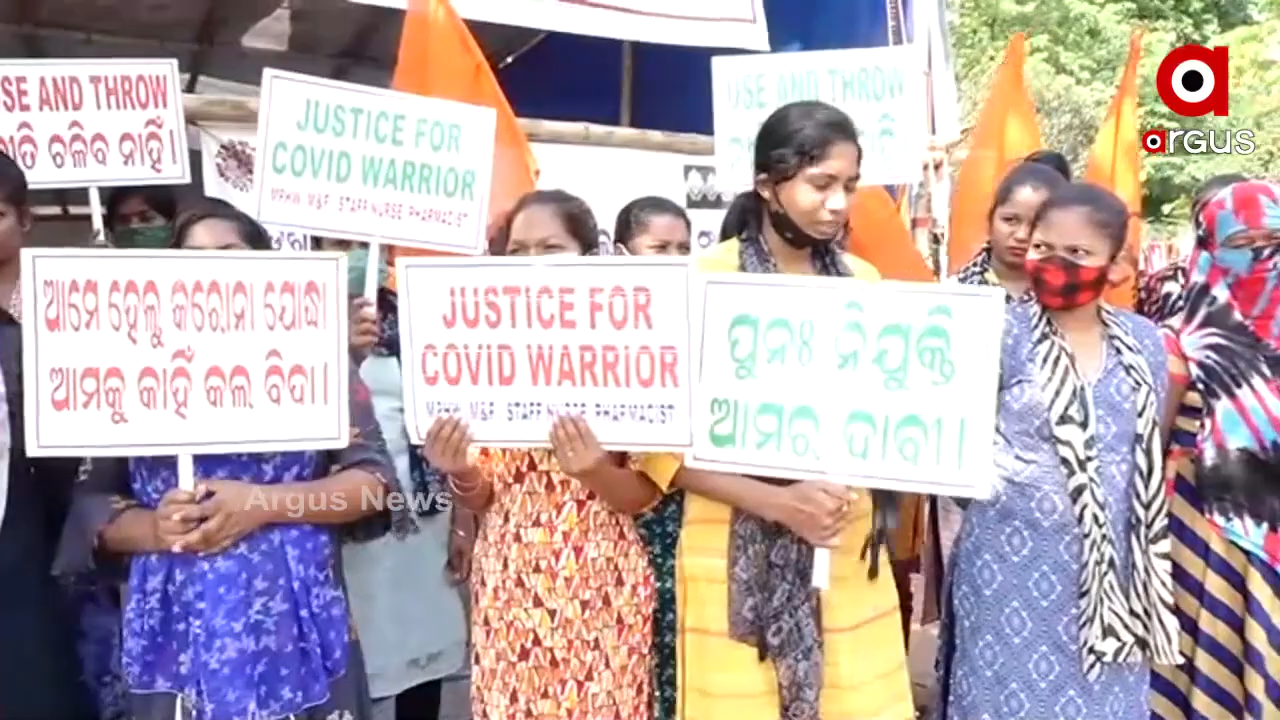 SE AND THROW
ତି ଚଳିବ ନାହିଁ।
JUSTICE FOR
COVID WARRIOR
MPHW M&F STAFF NURSE PHARMACIST
USE AND THROW
argus
ଆମେ ହେଲୁ କରୋନା ଯୋଦ୍ଧା
ଆମକୁ କାହିଁ କଲ ବିଦା।
JUSTICE FOR
COVID WARRIOR
MPHW M&F STAFF NURSE PHARMACIST
ପୁନଃ ନିଯୁକ୍ତି
ଆମର ଦାବୀ।
Argus News